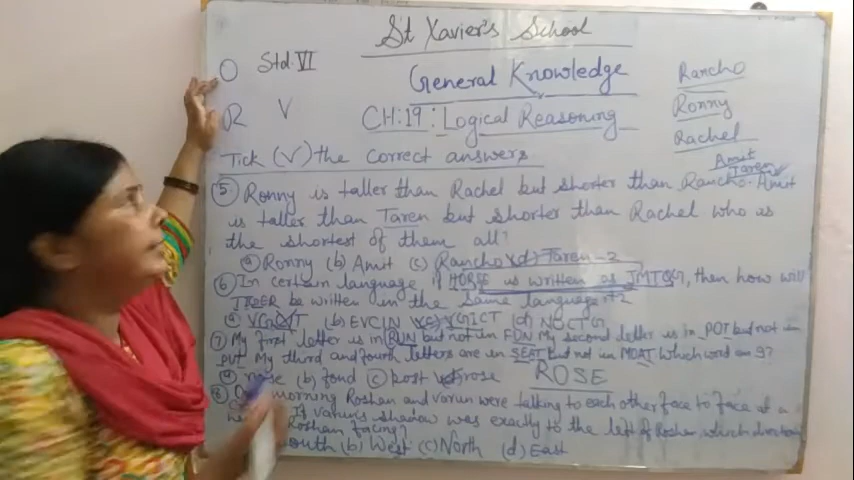 St Xavier's School
O Std. VI
General Knowledge
Rancho
R V
CH:19: Logical Reasoning
Ronny
Rachel
Tick (√) the correct answers
Amit
Taren
5 Ronny is taller than Rachel but shorter than Rancho. Amit
is taller than Taren but shorter than Rachel who is
the shortest of them all?
(a) Ronny (b) Amit (c) Rancho (d) Taren -2
6 In certain language if HORSE is written as, then how will
be written in the same language +2
(b) EVCIN (c) VGICT (d)
7 My first letter is in RUN but not in FUN My second letter is in POT but not in
PUT My third and fourth letters are in SEAT but not in MOAT which word am I?
(b) fond (c) post rose ROSE
8 morning Roshan and Varun were talking to each other face to face at a
If Varun's shadow was exactly to the left of Roshan, which direction
Roshan facing?
South (b) West (c) North (d) East